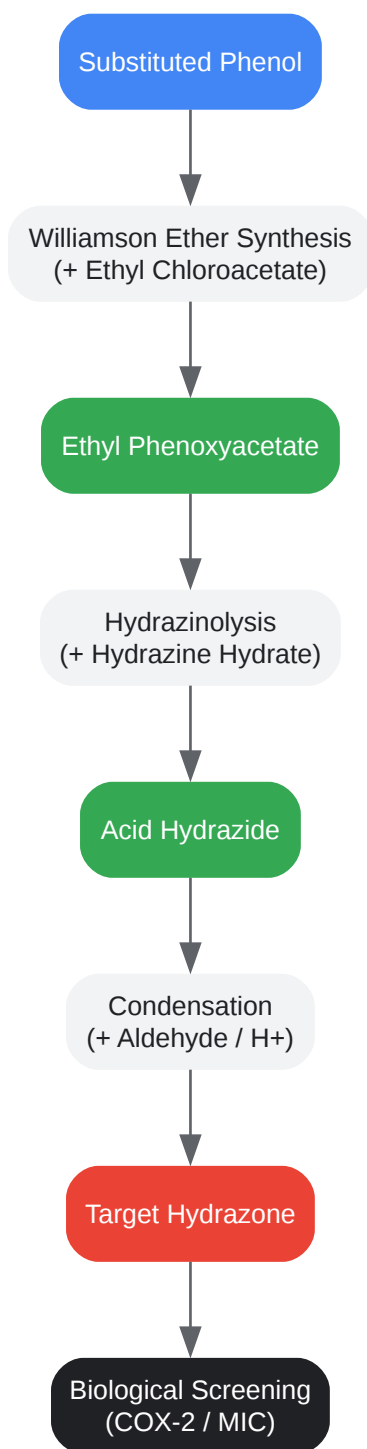 Substituted Phenol
Williamson Ether Synthesis
(+ Ethyl Chloroacetate)
Ethyl Phenoxyacetate
Hydrazinolysis
(+ Hydrazine Hydrate)
Acid Hydrazide
Condensation
(+ Aldehyde / H+)
Target Hydrazone
Biological Screening
(COX-2 / MIC)